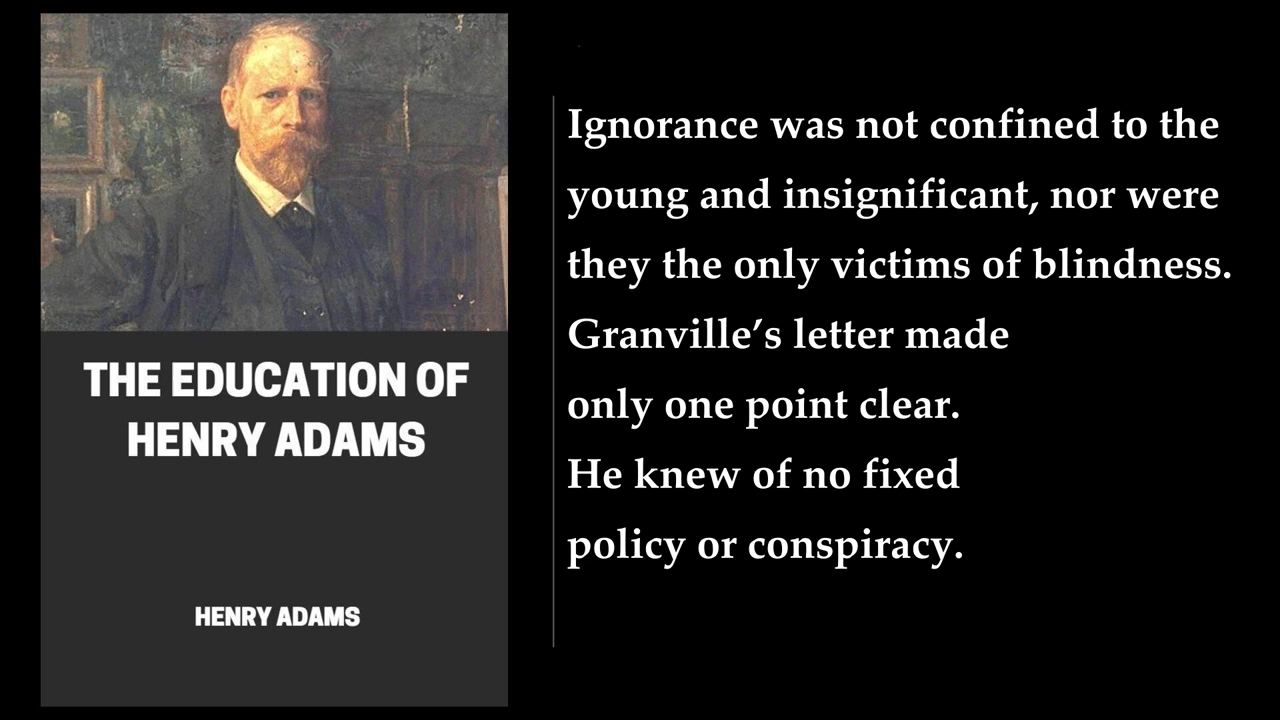 THE EDUCATION OF
HENRY ADAMS
HENRY ADAMS
Ignorance was not confined to the
young and insignificant, nor were
they the only victims of blindness.
Granville’s letter made
only one point clear.
He knew of no fixed
policy or conspiracy.